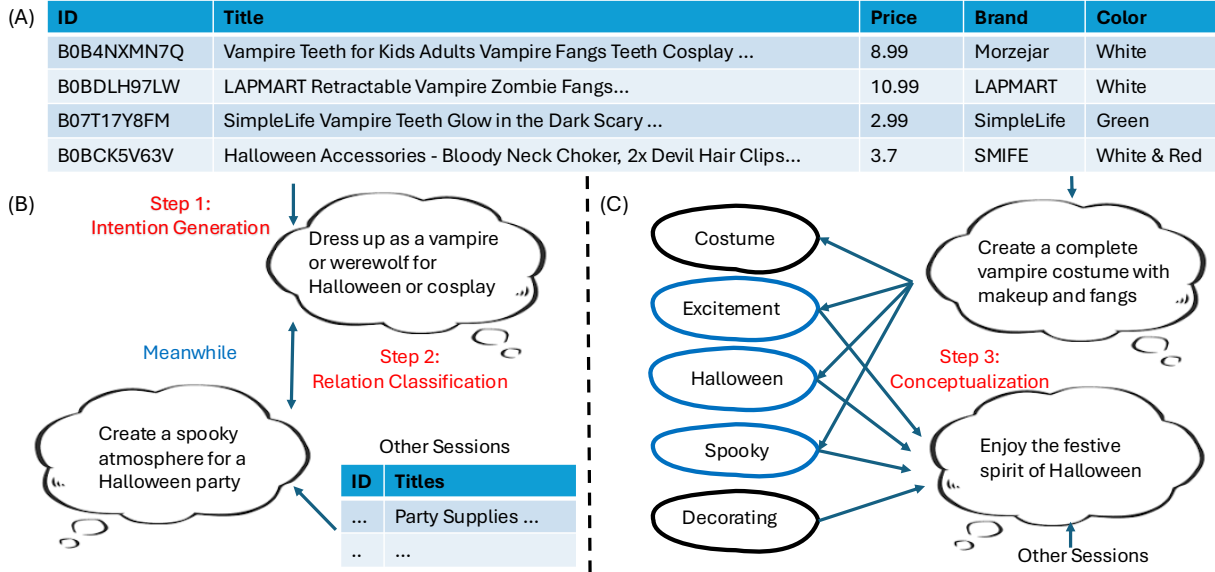 (A)
ID Title Price Brand Color
B0B4NXMN7Q Vampire Teeth for Kids Adults Vampire Fangs Teeth Cosplay ... 8.99 Morzejar White
B0BDLH97LW LAPMART Retractable Vampire Zombie Fangs... 10.99 LAPMART White
B07T17Y8FM SimpleLife Vampire Teeth Glow in the Dark Scary ... 2.99 SimpleLife Green
B0BCK5V63V Halloween Accessories - Bloody Neck Choker, 2x Devil Hair Clips... 3.7 SMIFE White & Red
(B)
Step 1:
Intention Generation
Dress up as a vampire
or werewolf for
Halloween or cosplay
Meanwhile
Step 2:
Relation Classification
Create a spooky
atmosphere for a
Halloween party
Other Sessions
ID Titles
... Party Supplies ...
.. ...
(C)
Costume
Excitement
Halloween
Spooky
Decorating
Create a complete
vampire costume with
makeup and fangs
Step 3:
Conceptualization
Enjoy the festive
spirit of Halloween
Other Sessions